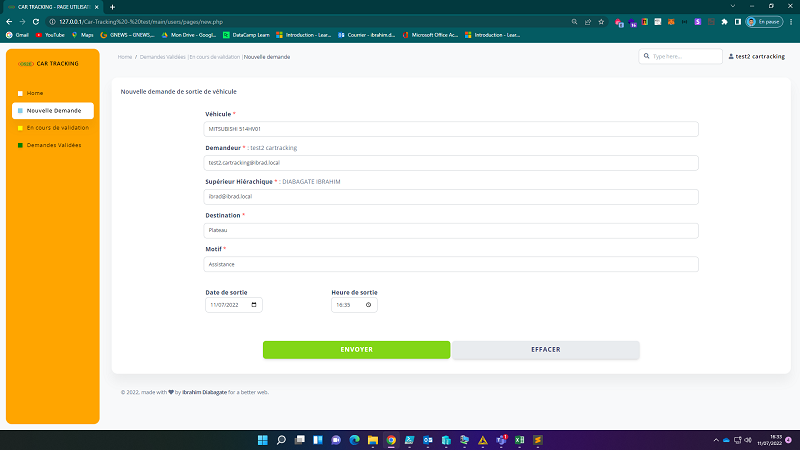 CAR TRACKING - PAGE UTILISAT
127.0.0.1/Car-Tracking%20-%20test/main/users/pages/new.php
En pause
Gmail YouTube Maps GNEWS – GNEWS,... Mon Drive - Googl... DataCamp Learn Introduction - Lear... Courrier - ibrahim.d... Microsoft Office Ac... Introduction - Lear...
CAR TRACKING
Home / Demandes Validées |En cours de validation |Nouvelle demande
Type here...
test2 cartracking
Home
Nouvelle Demande
En cours de validation
Demandes Validées
Nouvelle demande de sortie de véhicule
Véhicule *
MITSUBISHI 514HV01
Demandeur * : test2 cartracking
test2.cartracking@ibrad.local
Supérieur Hiérachique * : DIABAGATE IBRAHIM
ibrad@ibrad.local
Destination *
Plateau
Motif *
Assistance
Date de sortie Heure de sortie
11/07/2022 16:35
ENVOYER EFFACER
© 2022, made with ❤ by Ibrahim Diabagate for a better web.
16:33
11/07/2022